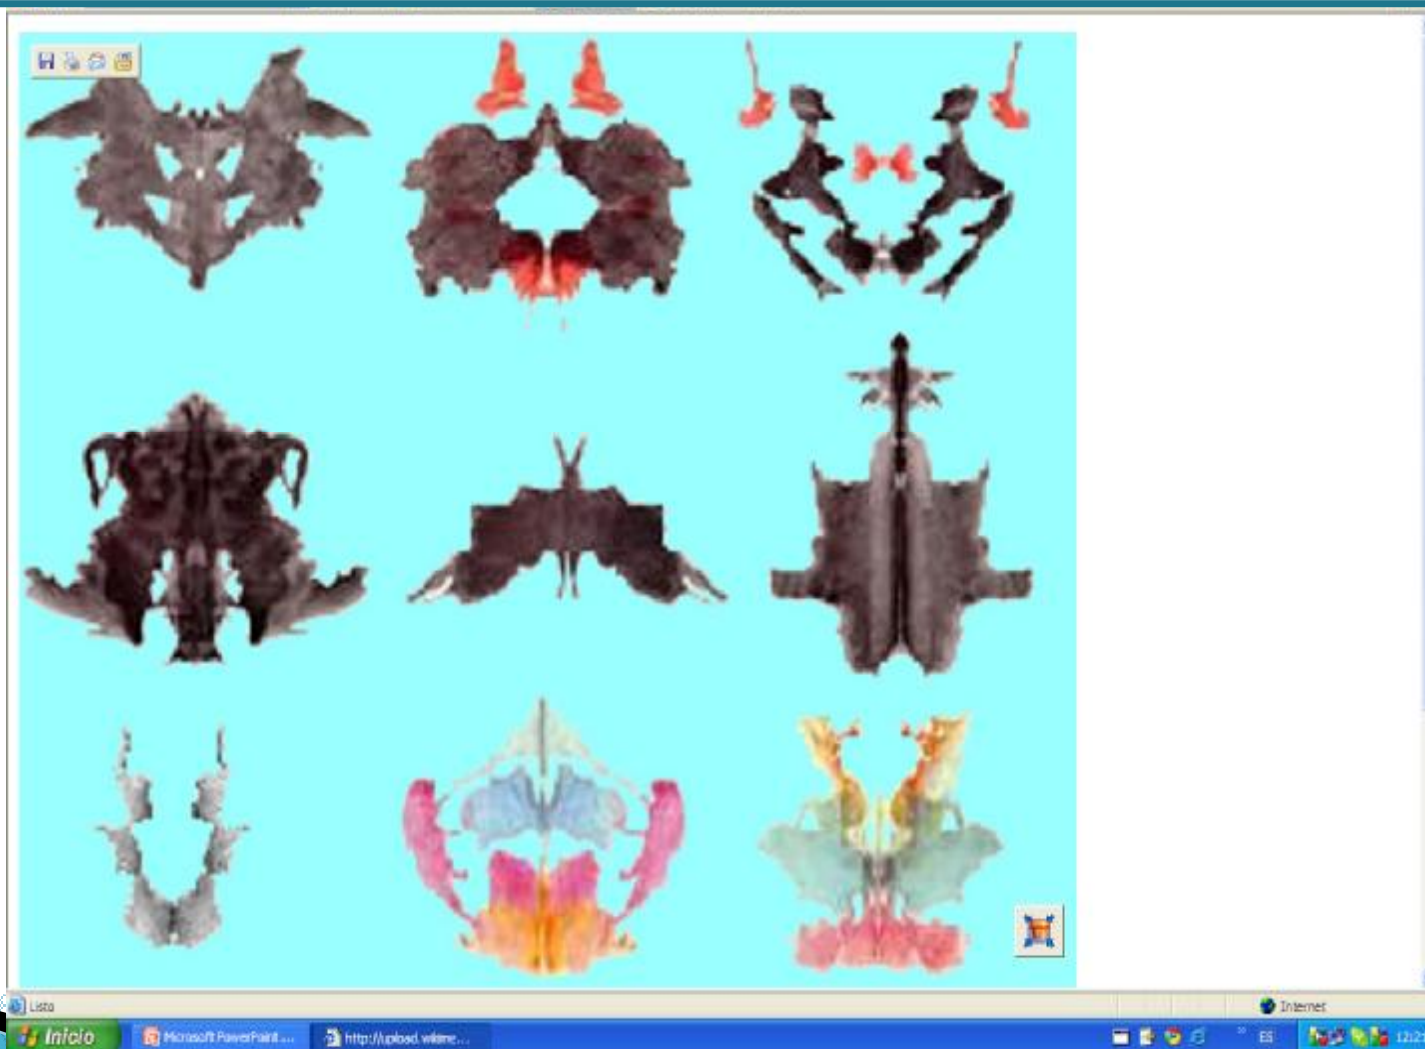 Listo
Internet
Inicio
Microsoft PowerPoint ...
http://upload.wikime...
ES